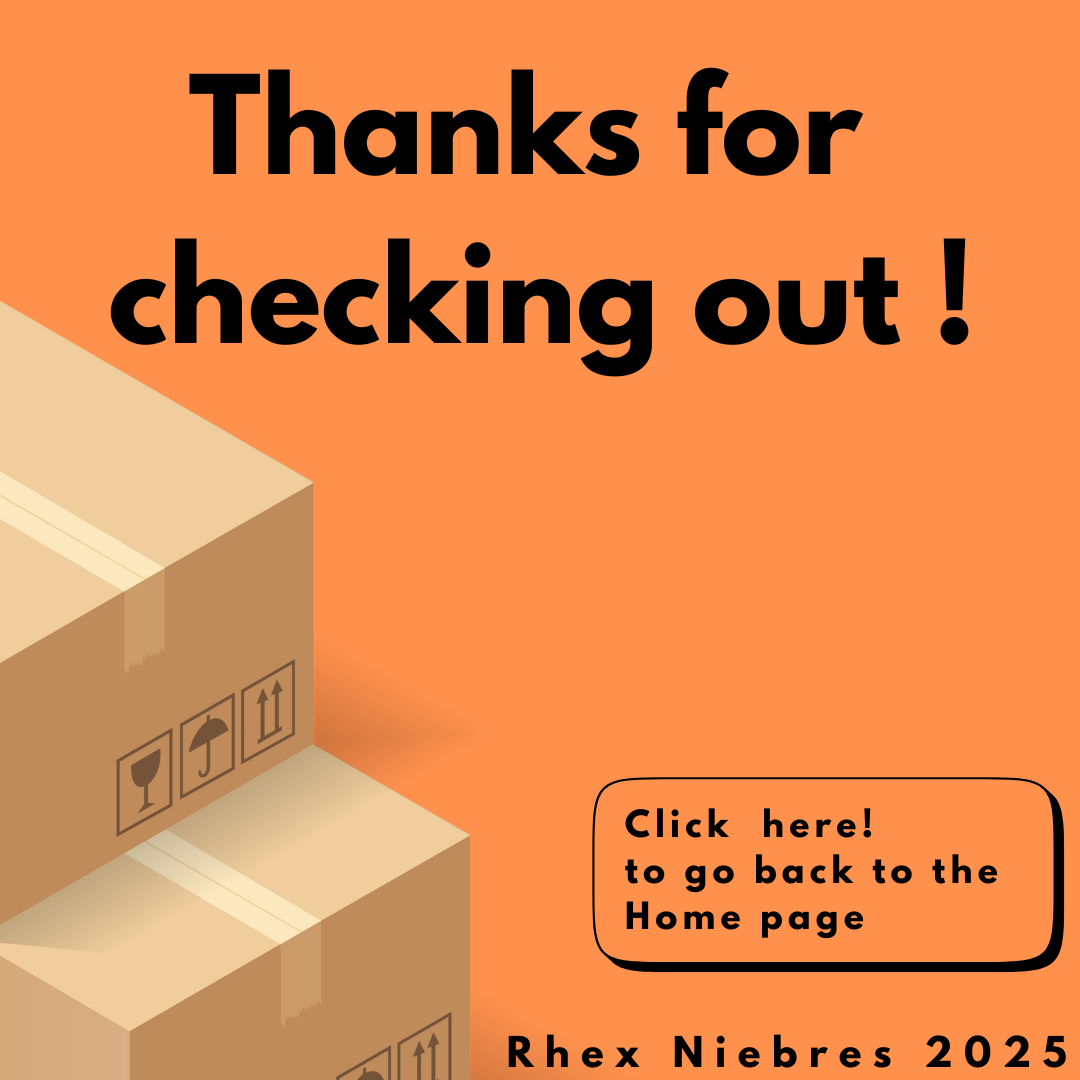 Thanks for
checking out !
Click here!
to go back to the
Home page
Rhex Niebres 2025